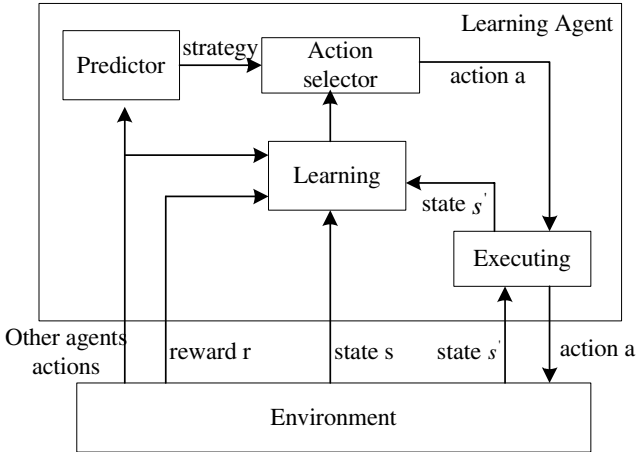 Learning Agent
strategy
Predictor
Action
selector
action a
Learning
state s'
Executing
Other agents
actions
reward r
state s
state s'
action a
Environment